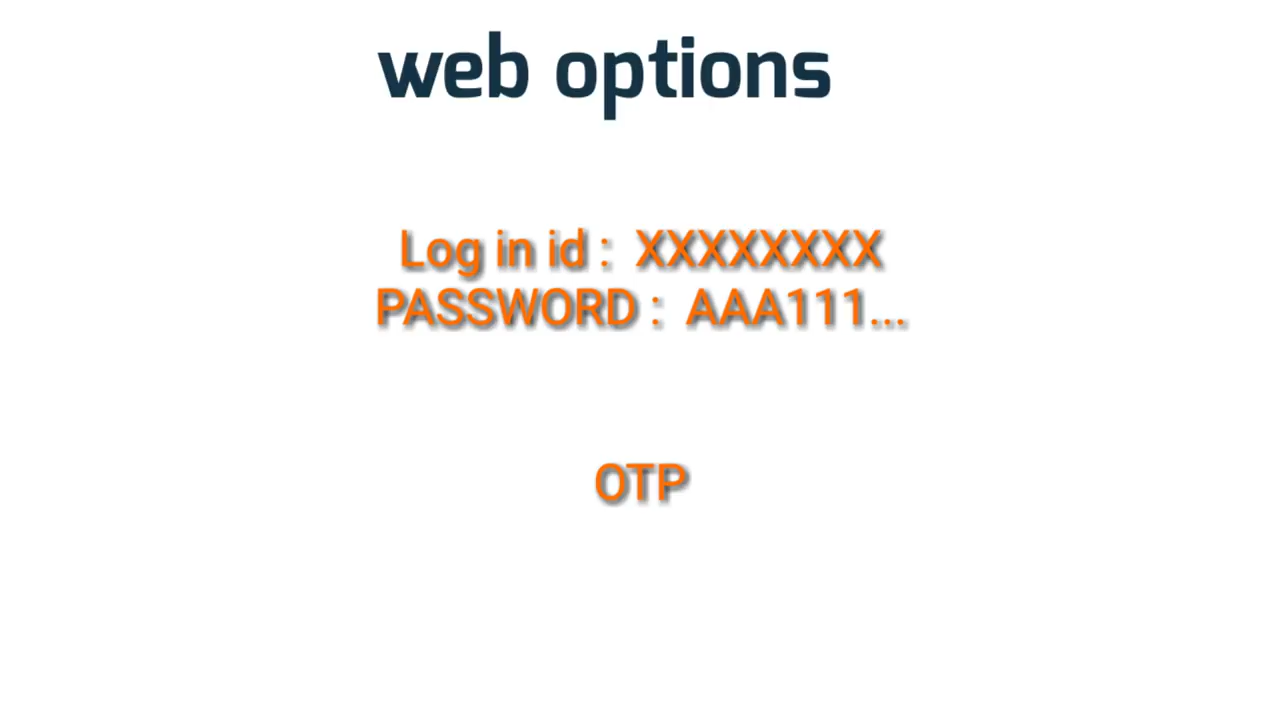 web options
Log in id : XXXXXXXX
PASSWORD : AAA111...
OTP